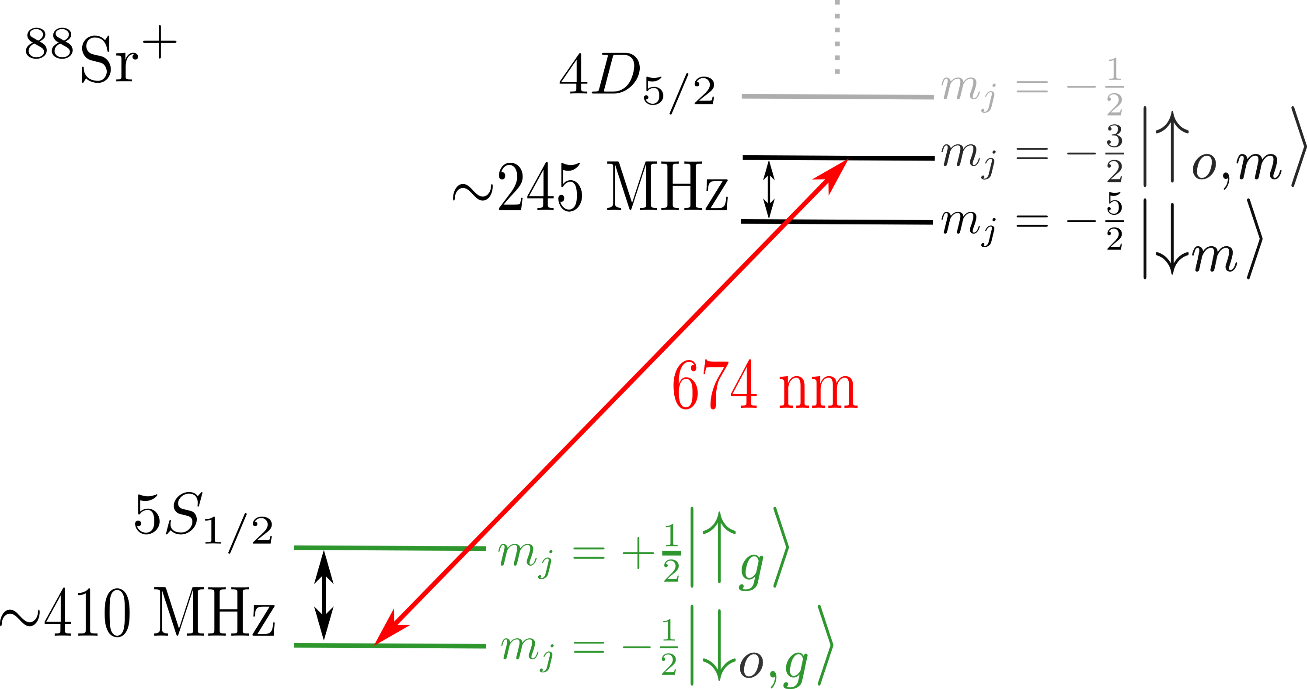 ⁸⁸Sr⁺
4D₅/₂
mⱼ = −1/2
mⱼ = −3/2 |↑ₒ,ₘ⟩
~245 MHz
mⱼ = −5/2 |↓ₘ⟩
674 nm
5S₁/₂
mⱼ = +1/2 |↑g⟩
~410 MHz
mⱼ = −1/2 |↓ₒ,g⟩